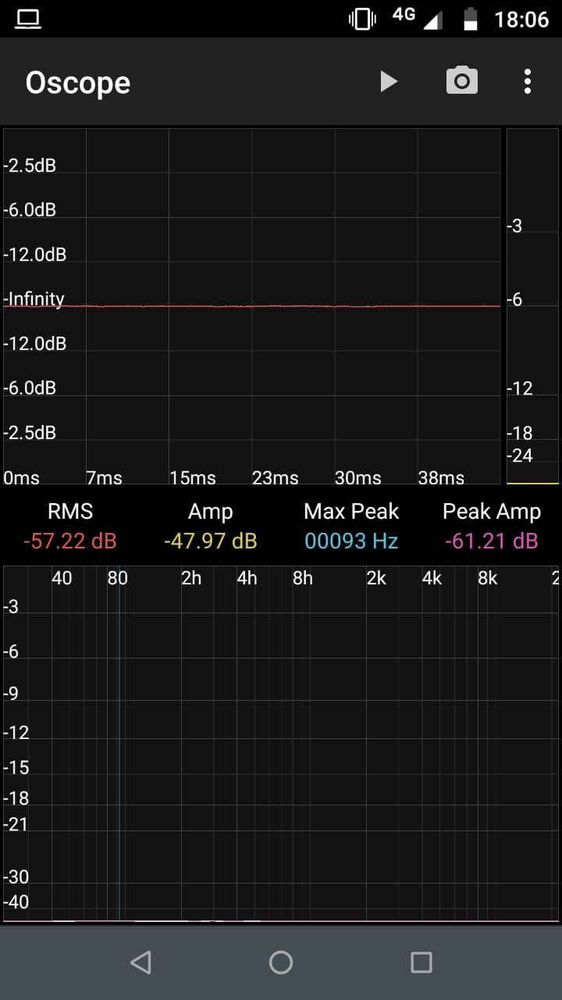 4G 18:06
Oscope
-2.5dB
-6.0dB
-12.0dB
-Infinity
-12.0dB
-6.0dB
-2.5dB
0ms 7ms 15ms 23ms 30ms 38ms
-3
-6
-12
-18
-24
RMS Amp Max Peak Peak Amp
-57.22 dB -47.97 dB 00093 Hz -61.21 dB
40 80 2h 4h 8h 2k 4k 8k 2
-3
-6
-9
-12
-15
-18
-21
-30
-40